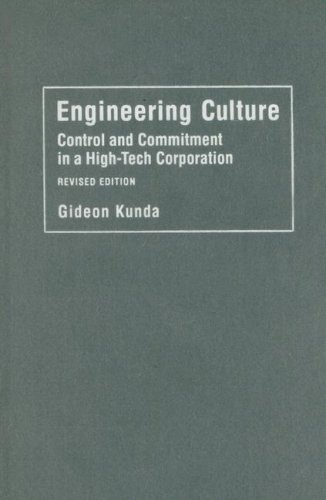 Engineering Culture
Control and Commitment
in a High-Tech Corporation
REVISED EDITION
Gideon Kunda